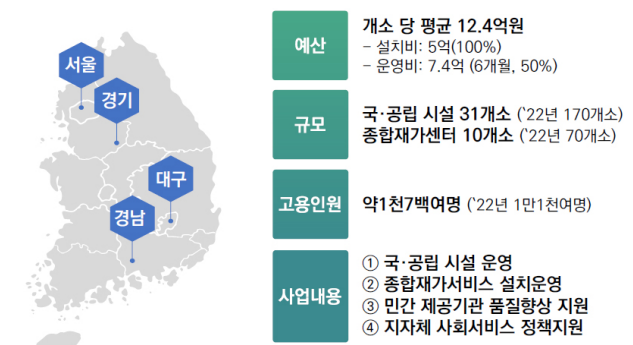 서울
경기
대구
경남
예산
개소 당 평균 12.4억원
- 설치비: 5억(100%)
- 운영비: 7.4억 (6개월, 50%)
규모
국·공립 시설 31개소 (‘22년 170개소)
종합재가센터 10개소 (‘22년 70개소)
고용인원
약1천7백여명 (‘22년 1만1천여명)
사업내용
① 국·공립 시설 운영
② 종합재가서비스 설치운영
③ 민간 제공기관 품질향상 지원
④ 지자체 사회서비스 정책지원